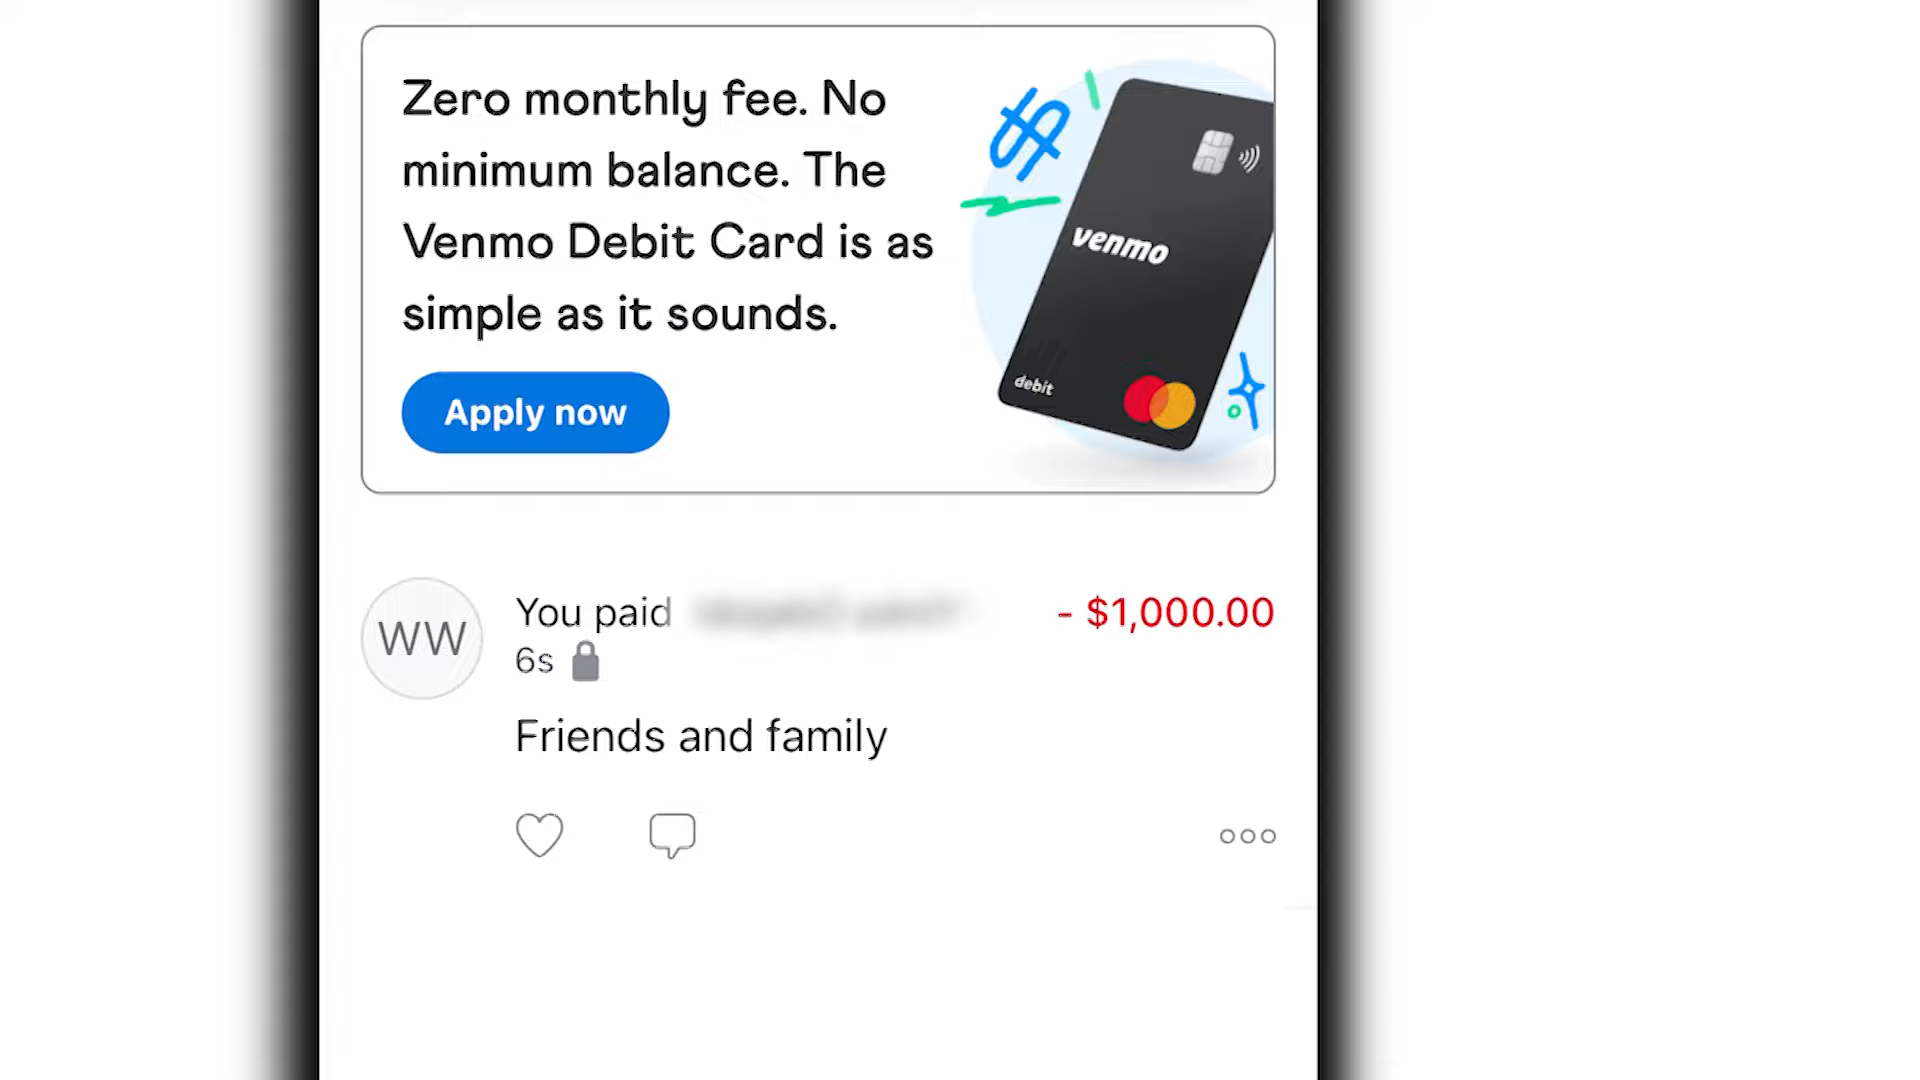 Zero monthly fee. No
minimum balance. The
Venmo Debit Card is as
simple as it sounds.
Apply now
venmo
debit
WW
You paid
- $1,000.00
6s
Friends and family